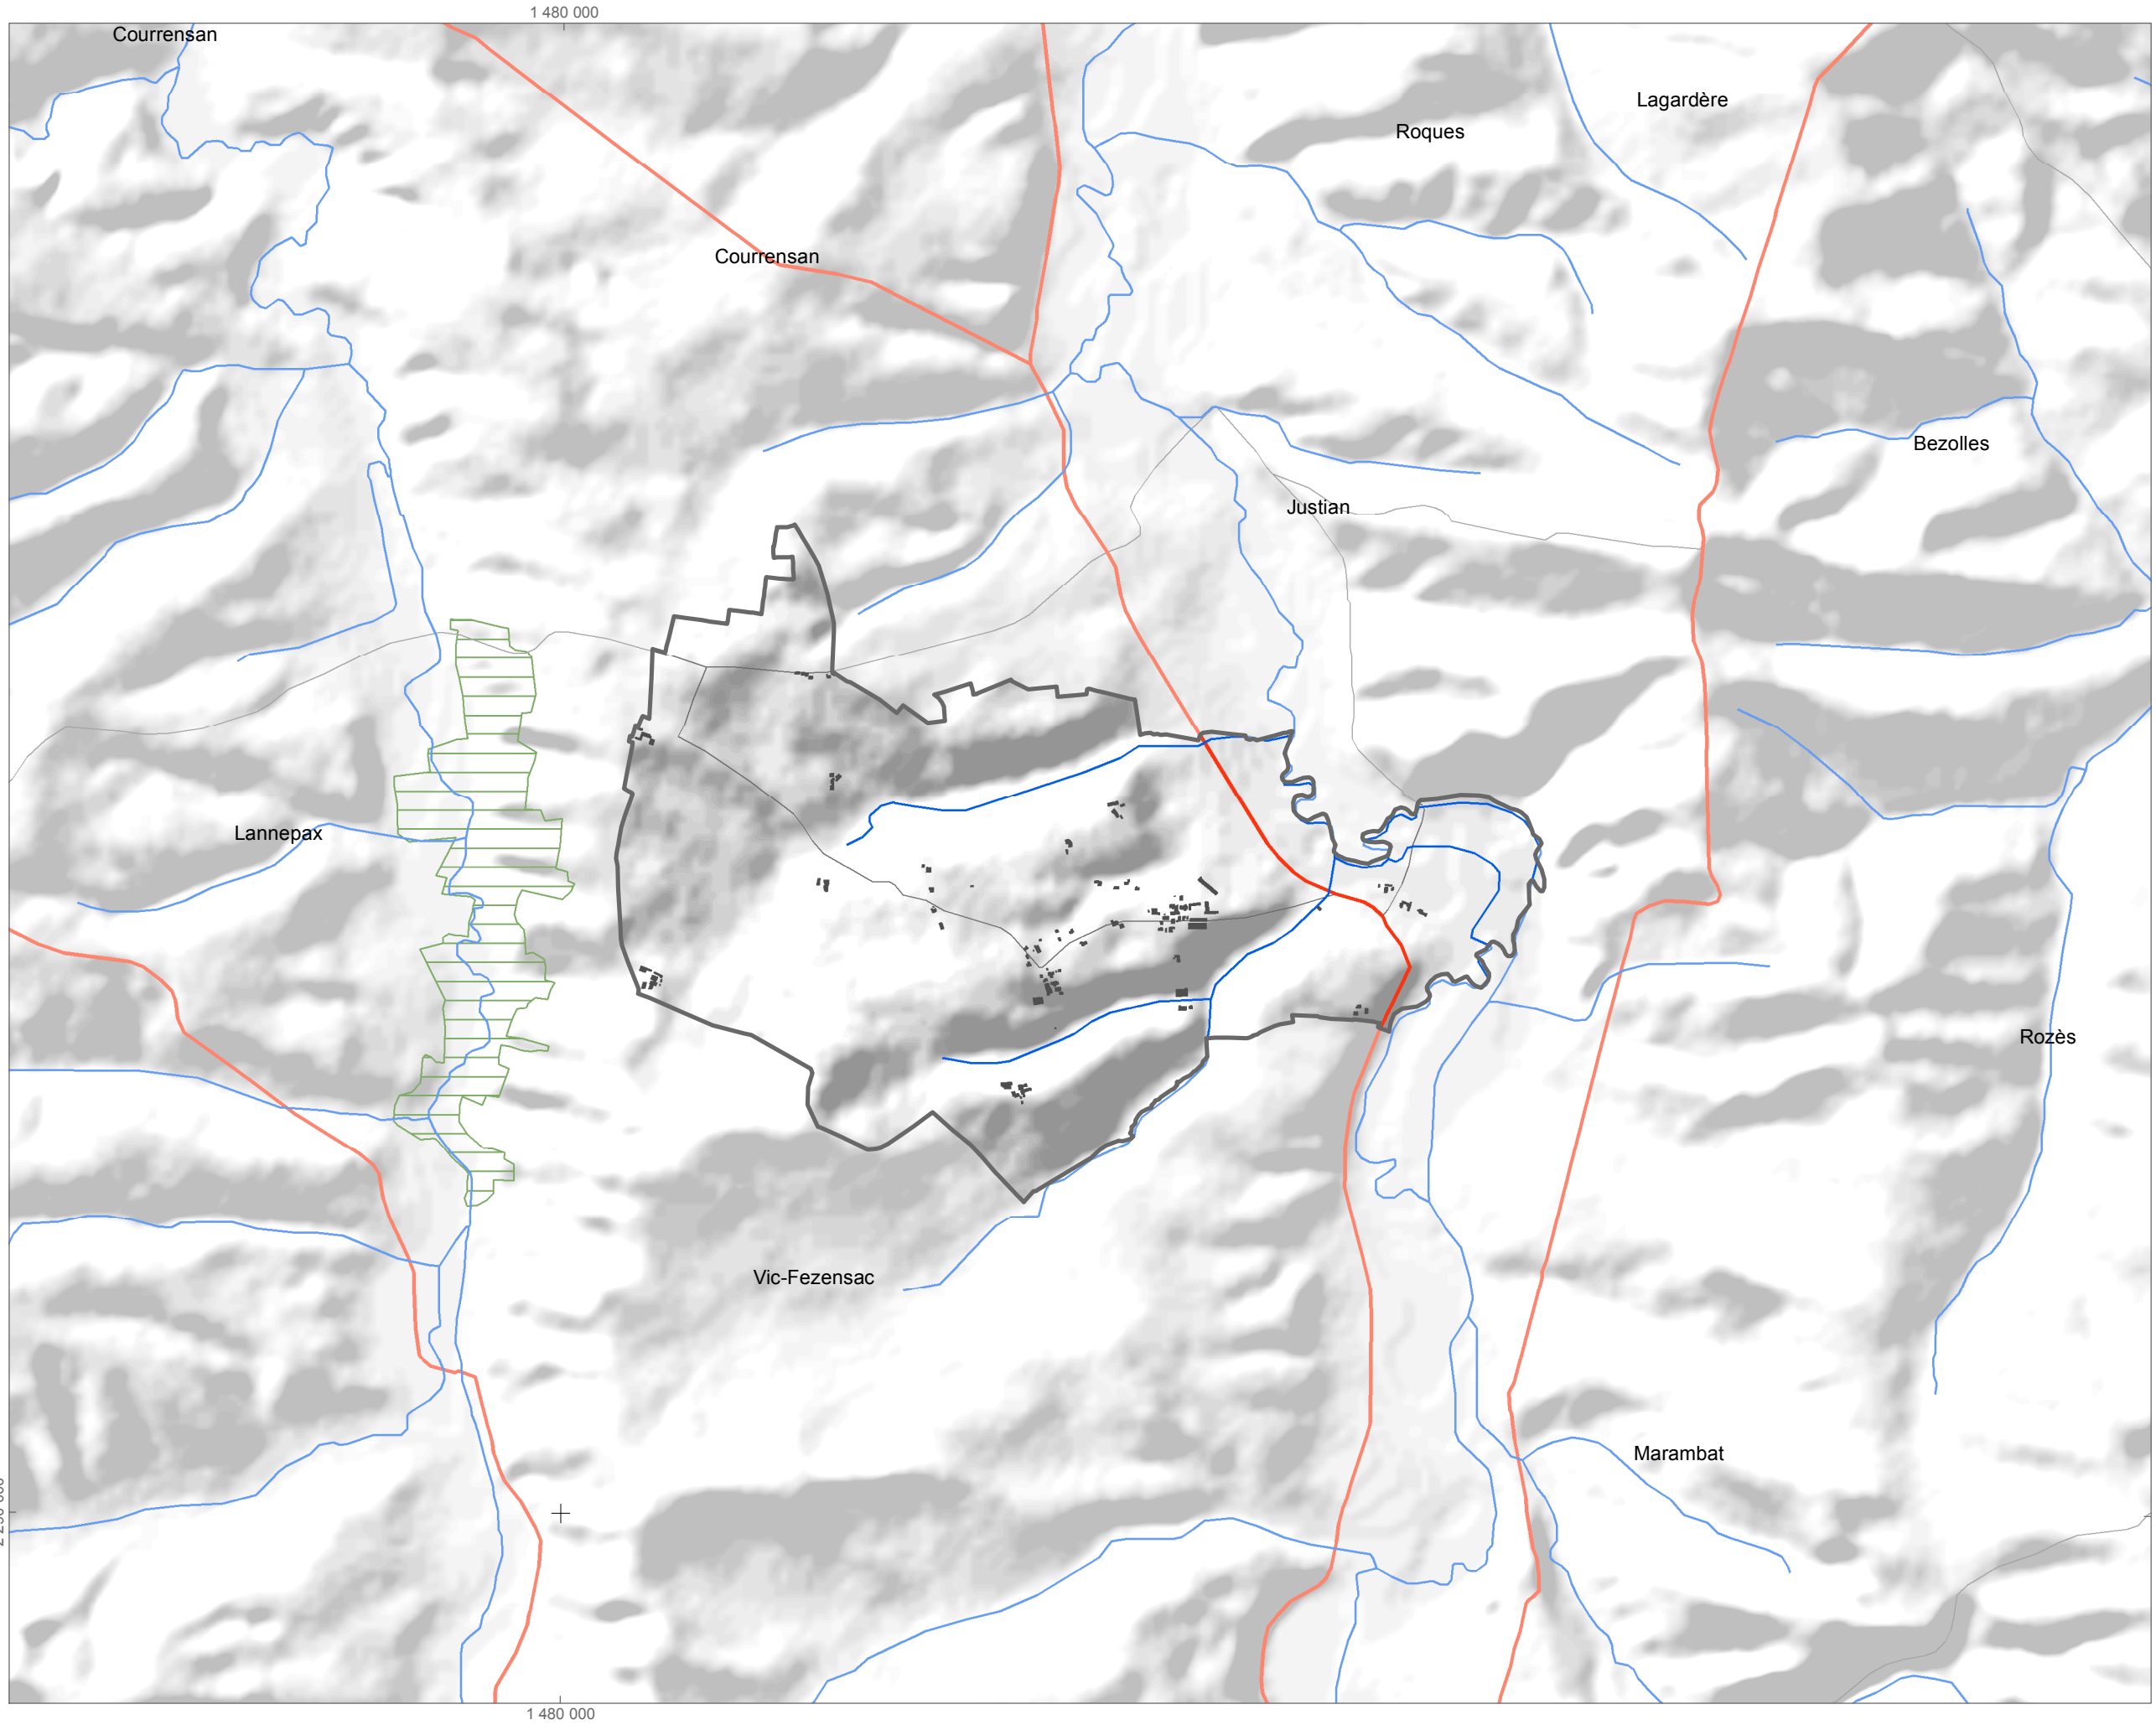 1 480 000
Courrensan
Lagardère
Roques
Courrensan
Bezolles
Justian
Lannepax
Rozès
Vic-Fezensac
Marambat
1 480 000